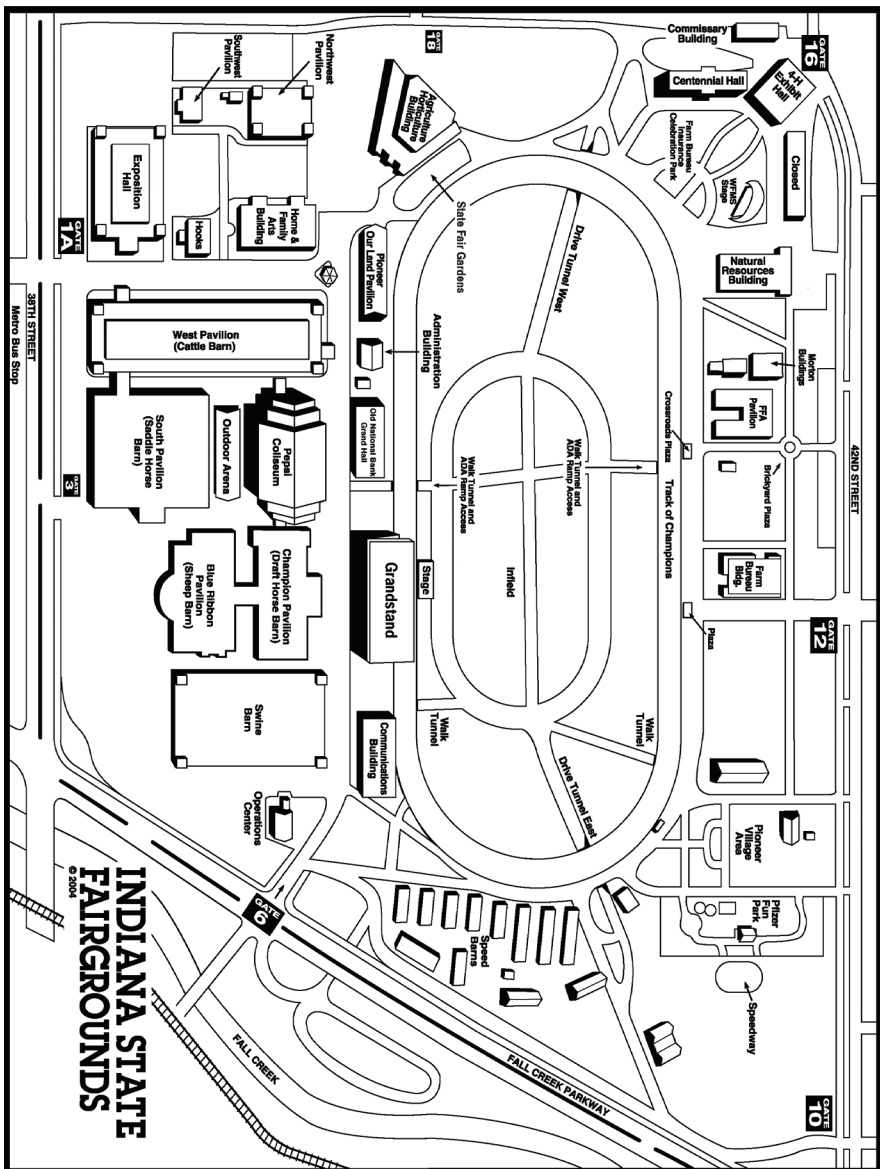 GATE
16
Commissary
Building
Centennial Hall
4-H
Exhibit
Hall
Closed
Farm Bureau
Insurance
Celebration Park
WFMS
Stage
Natural
Resources
Building
Morton
Buildings
FFA
Pavilion
Brickyard Plaza
Crossroads Plaza
42ND STREET
Farm
Bureau
Bldg.
GATE
12
Plaza
Pioneer
Village
Area
Pfizer
Fun
Park
Speedway
GATE
10
GATE
18
Agriculture
Horticulture
Building
State Fair Gardens
Drive Tunnel West
Track of Champions
Walk Tunnel and
ADA Ramp Access
Walk Tunnel and
ADA Ramp Access
Infield
Stage
Walk
Tunnel
Walk
Tunnel
Drive Tunnel East
Northwest
Pavilion
Southwest
Pavilion
Exposition
Hall
Home &
Family
Arts
Building
Hooks
GATE
1A
Pioneer
Our Land Pavilion
Administration
Building
Old National Bank
Grand Hall
Grandstand
Communications
Building
West Pavilion
(Cattle Barn)
Pepsi
Coliseum
Outdoor Arena
South Pavilion
(Saddle Horse
Barn)
Champion Pavilion
(Draft Horse Barn)
Blue Ribbon
Pavilion
(Sheep Barn)
Swine
Barn
Operations
Center
Speed
Barns
GATE
3
GATE
6
38TH STREET
Metro Bus Stop
FALL CREEK
FALL CREEK PARKWAY
INDIANA STATE
FAIRGROUNDS
© 2004